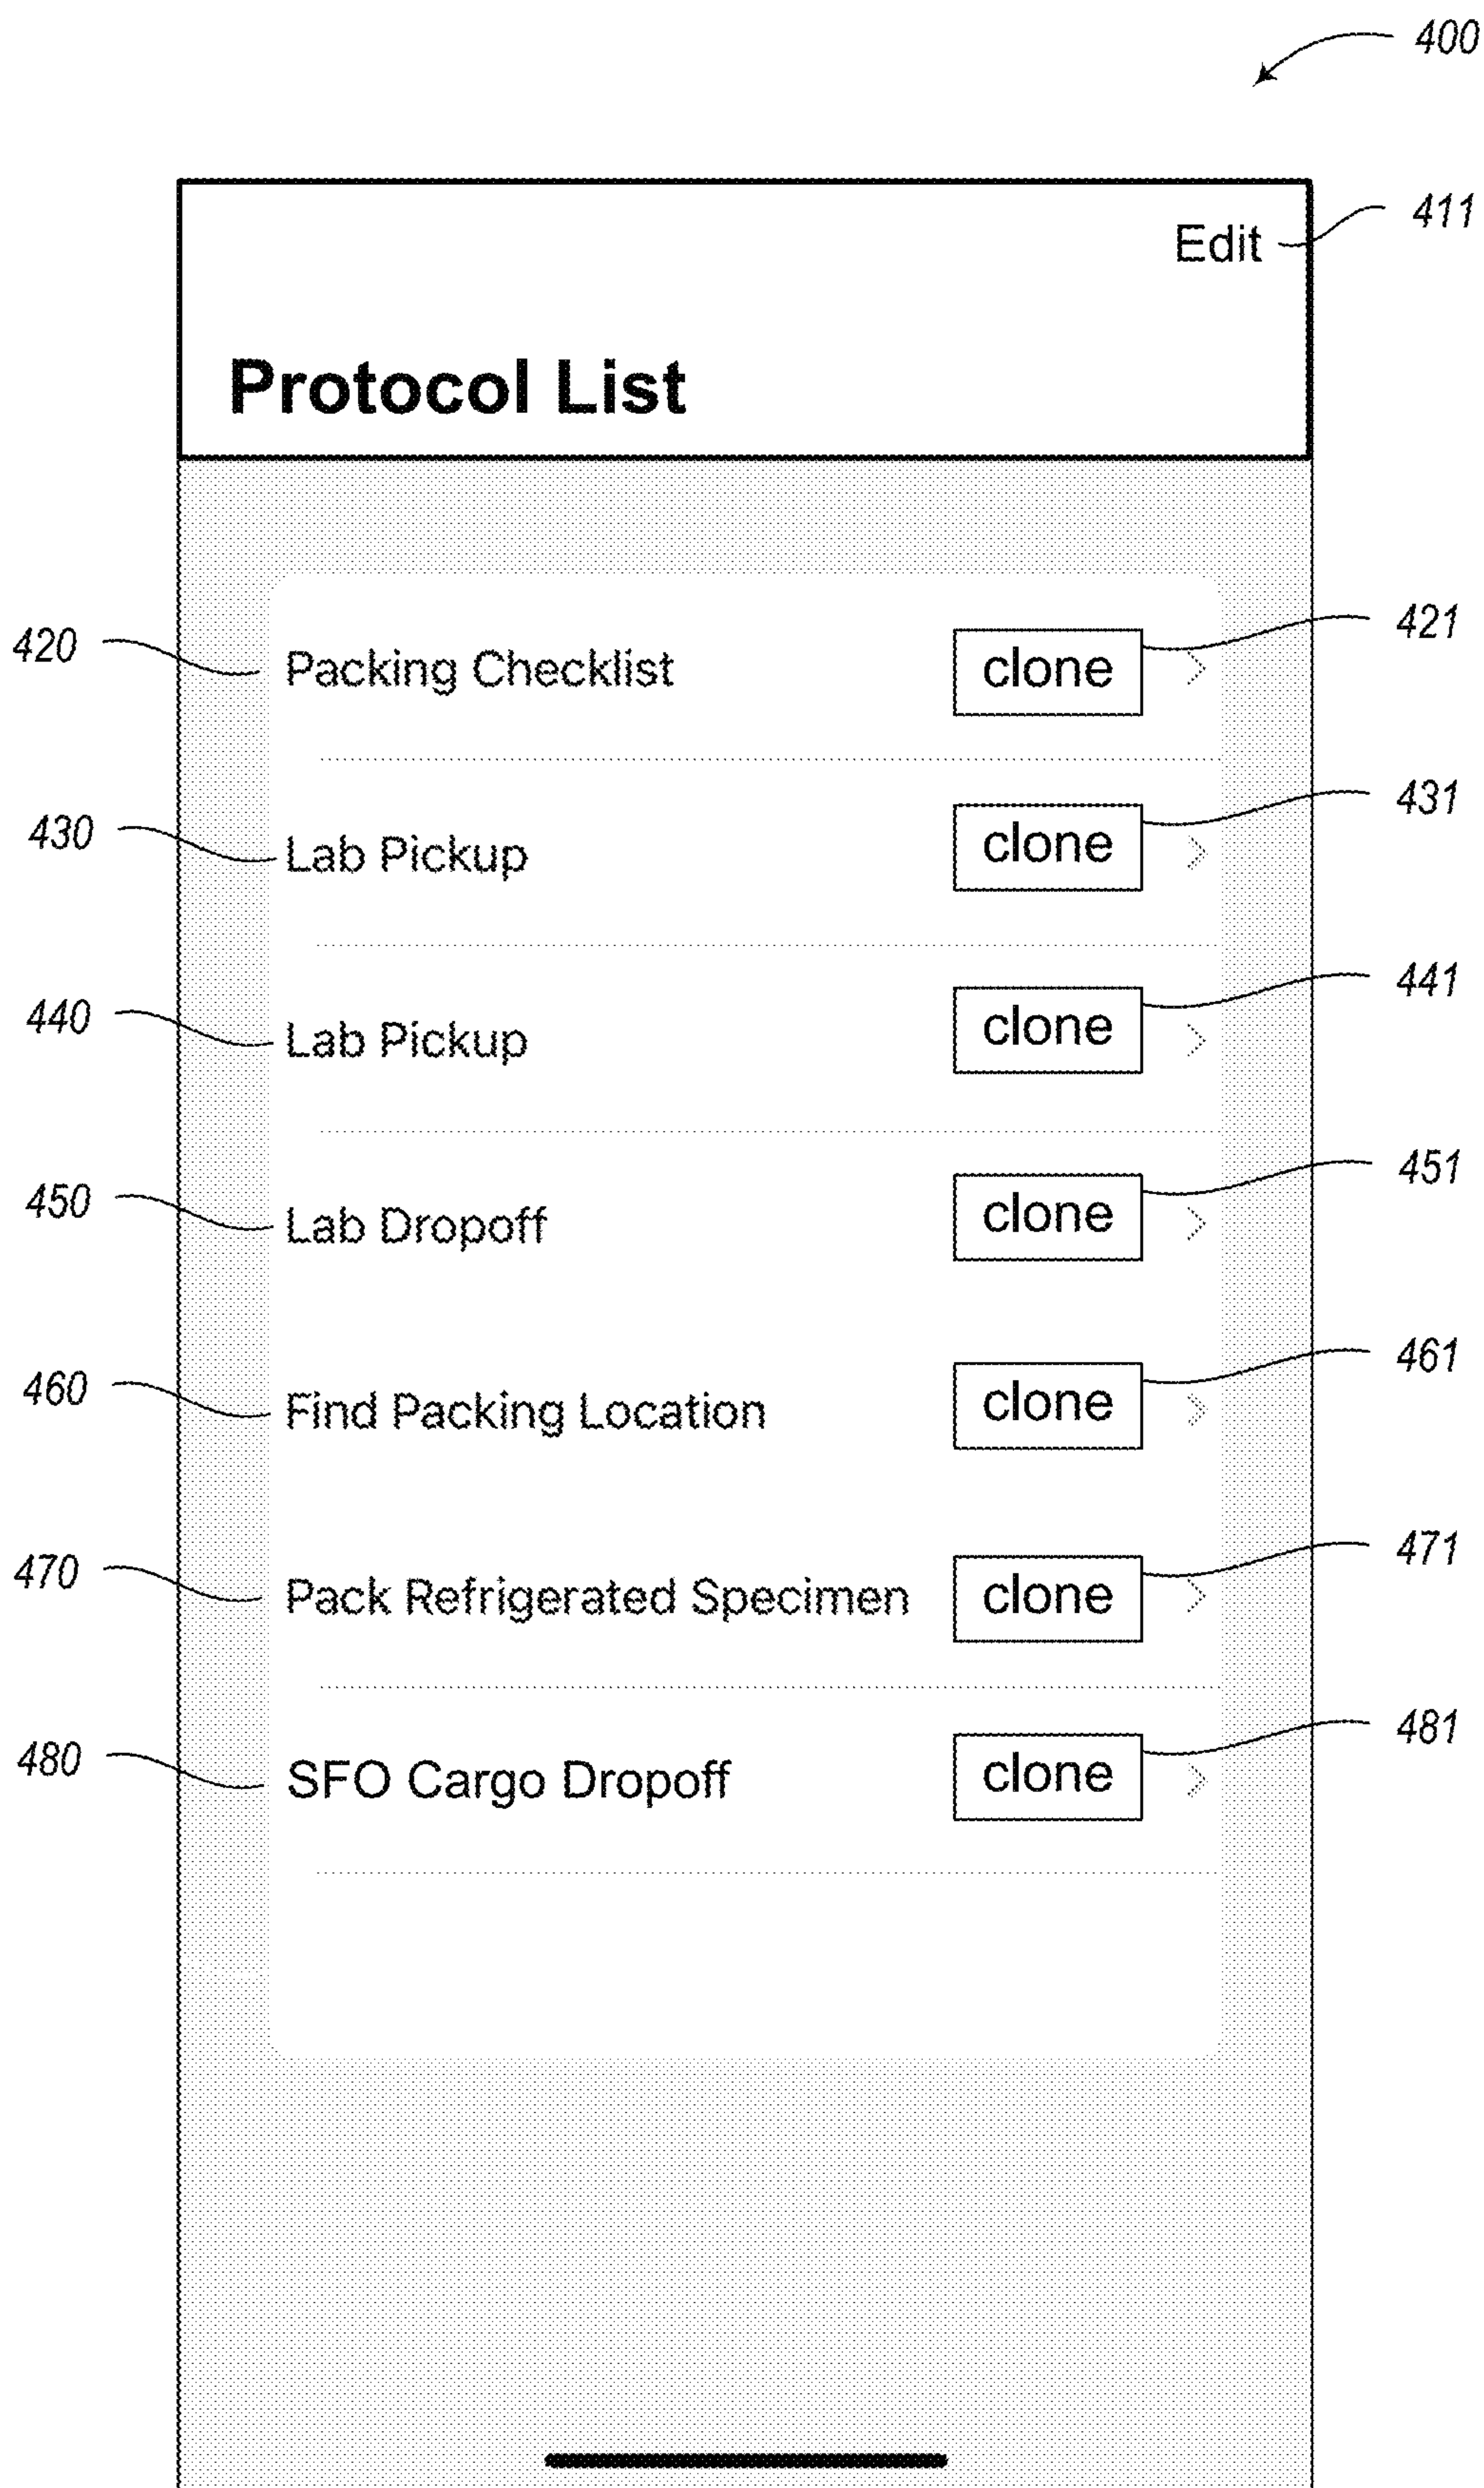 400
Edit 411
Protocol List
420 Packing Checklist clone 421
430 Lab Pickup clone 431
440 Lab Pickup clone 441
450 Lab Dropoff clone 451
460 Find Packing Location clone 461
470 Pack Refrigerated Specimen clone 471
480 SFO Cargo Dropoff clone 481